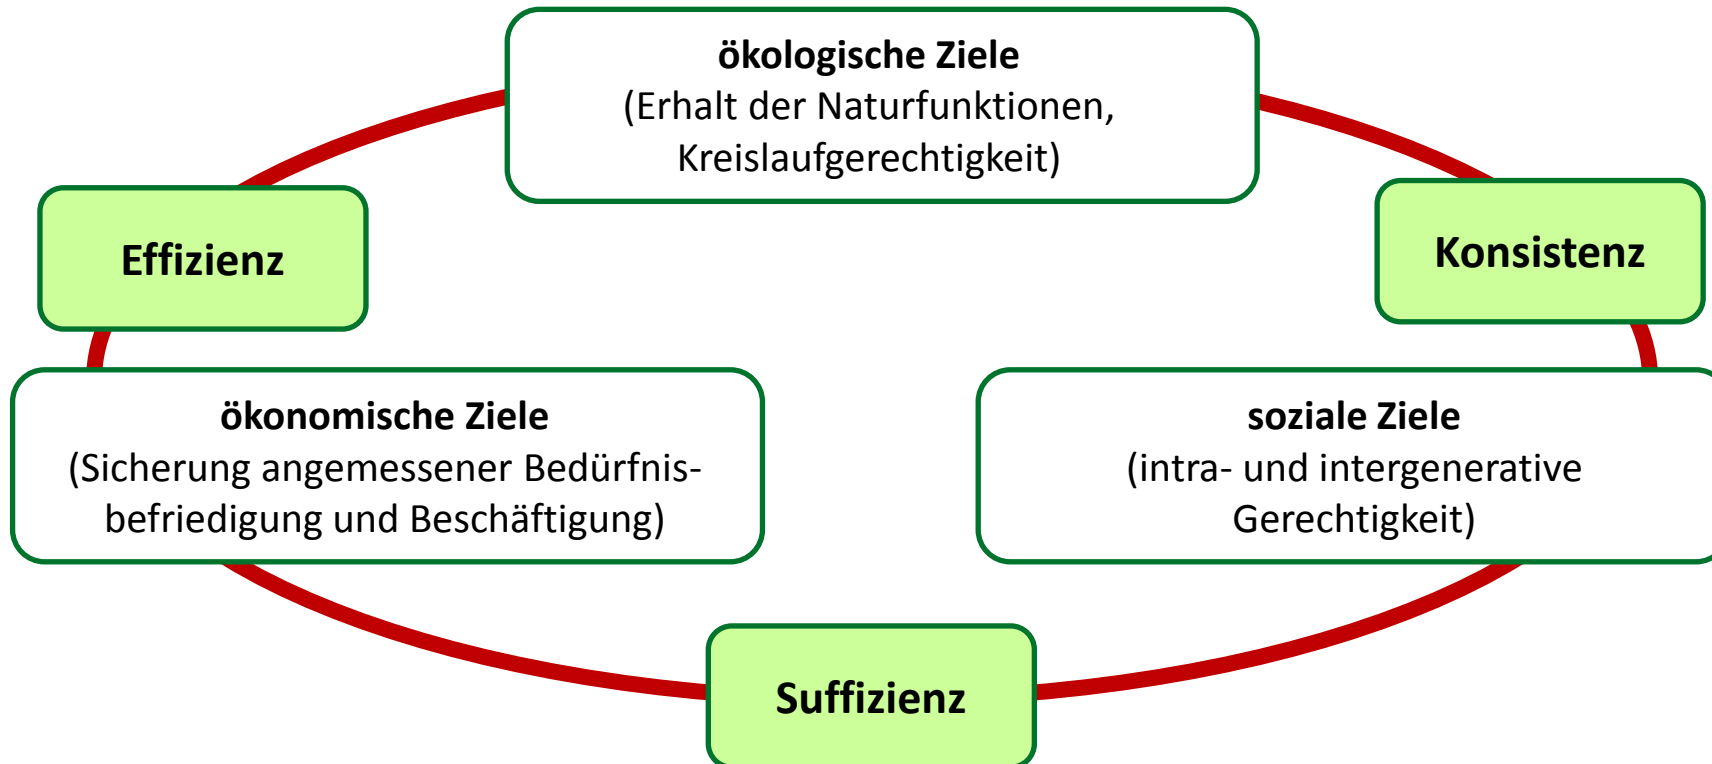 ökologische Ziele
(Erhalt der Naturfunktionen,
Kreislaufgerechtigkeit)
Effizienz
Konsistenz
ökonomische Ziele
(Sicherung angemessener Bedürfnis-
befriedigung und Beschäftigung)
soziale Ziele
(intra- und intergenerative
Gerechtigkeit)
Suffizienz